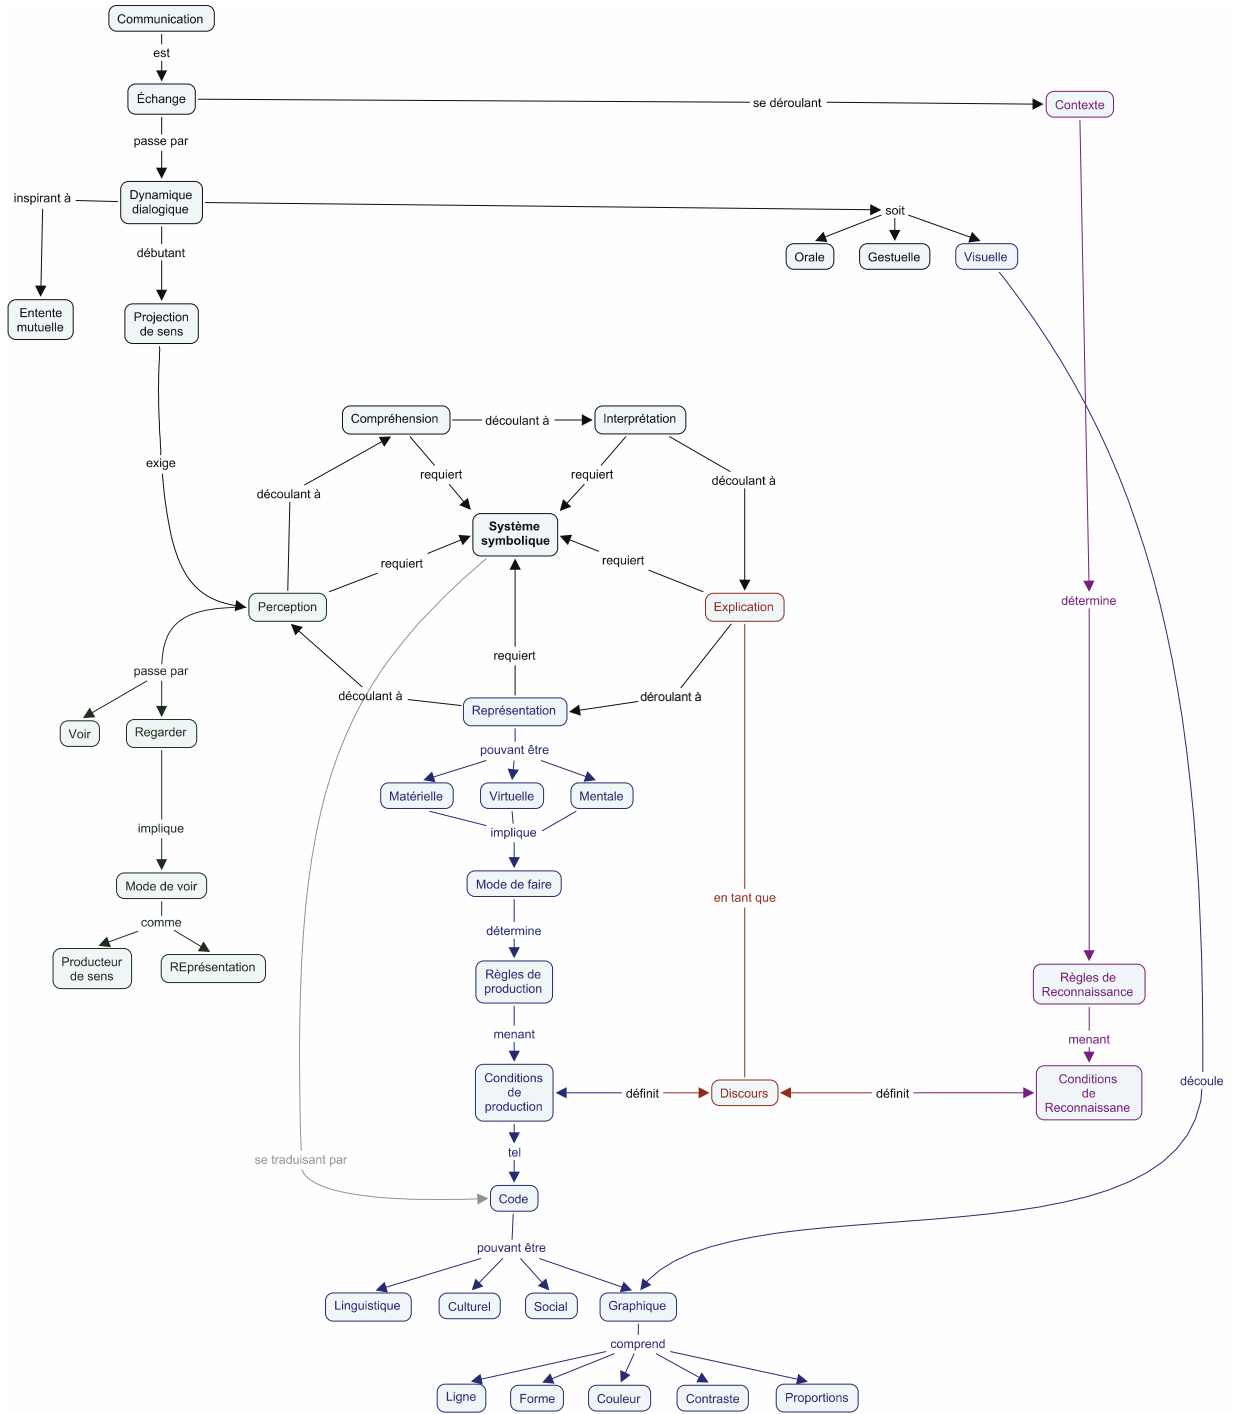 Communication
est
Échange
se déroulant
Contexte
passe par
Dynamique
dialogique
inspirant à
soit
Orale
Gestuelle
Visuelle
débutant
Entente
mutuelle
Projection
de sens
Compréhension
découlant à
Interprétation
exige
requiert
requiert
découlant à
découlant à
Système
symbolique
requiert
requiert
Perception
Explication
détermine
requiert
passe par
découlant à
déroulant à
Représentation
Voir
Regarder
pouvant être
Matérielle
Virtuelle
Mentale
implique
implique
Mode de voir
Mode de faire
en tant que
comme
détermine
Producteur
de sens
REprésentation
Règles de
production
Règles de
Reconnaissance
menant
menant
Conditions
de
production
définit
Discours
définit
Conditions
de
Reconnaissane
découle
tel
se traduisant par
Code
pouvant être
Linguistique
Culturel
Social
Graphique
comprend
Ligne
Forme
Couleur
Contraste
Proportions